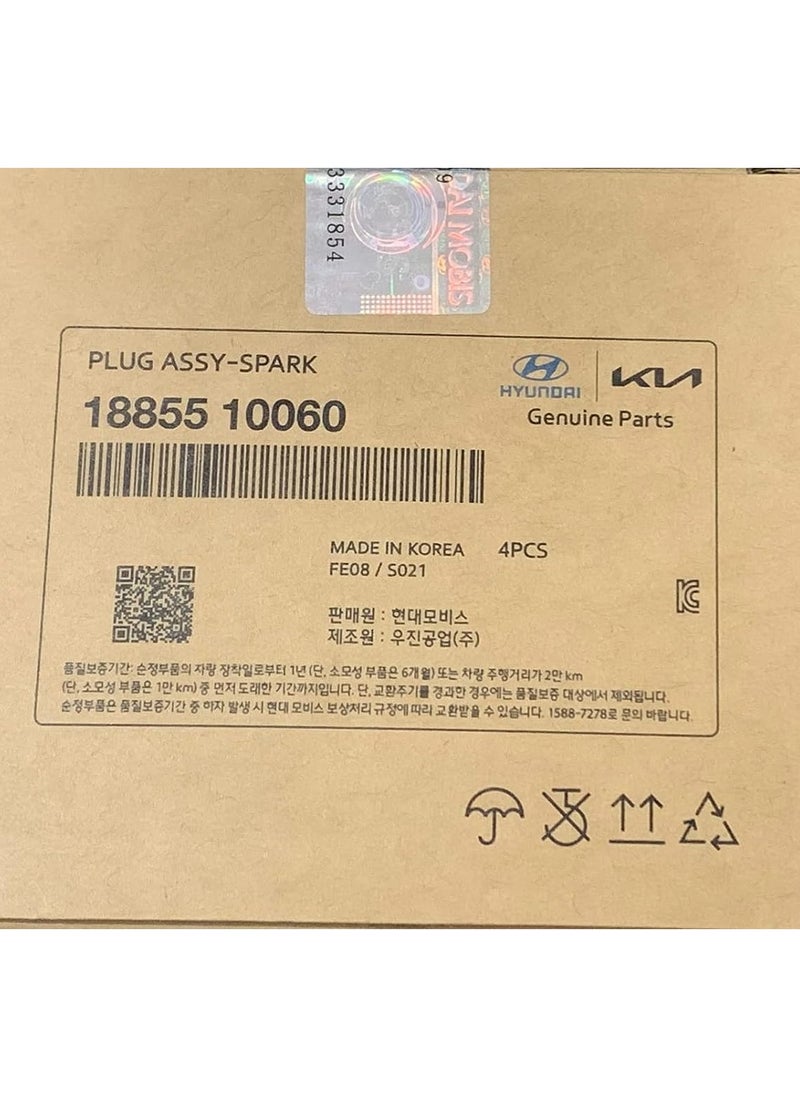 3331854
09
DAI MOBIS
PLUG ASSY-SPARK
HYUNDAI
KIA
18855 10060
Genuine Parts
MADE IN KOREA 4PCS
FE08 / S021
판매원 : 현대모비스
제조원 : 우진공업(주)
품질보증기간: 순정부품의 차량 장착일로부터 1년 (단, 소모성 부품은 6개월) 또는 차량 주행거리가 2만 km
(단, 소모성 부품은 1만 km) 중 먼저 도래한 기간까지입니다. 단, 교환주기를 경과한 경우에는 품질보증 대상에서 제외됩니다.
순정부품은 품질보증기간 중 하자 발생 시 현대 모비스 보상처리 규정에 따라 교환받을 수 있습니다. 1588-7278로 문의 바랍니다.